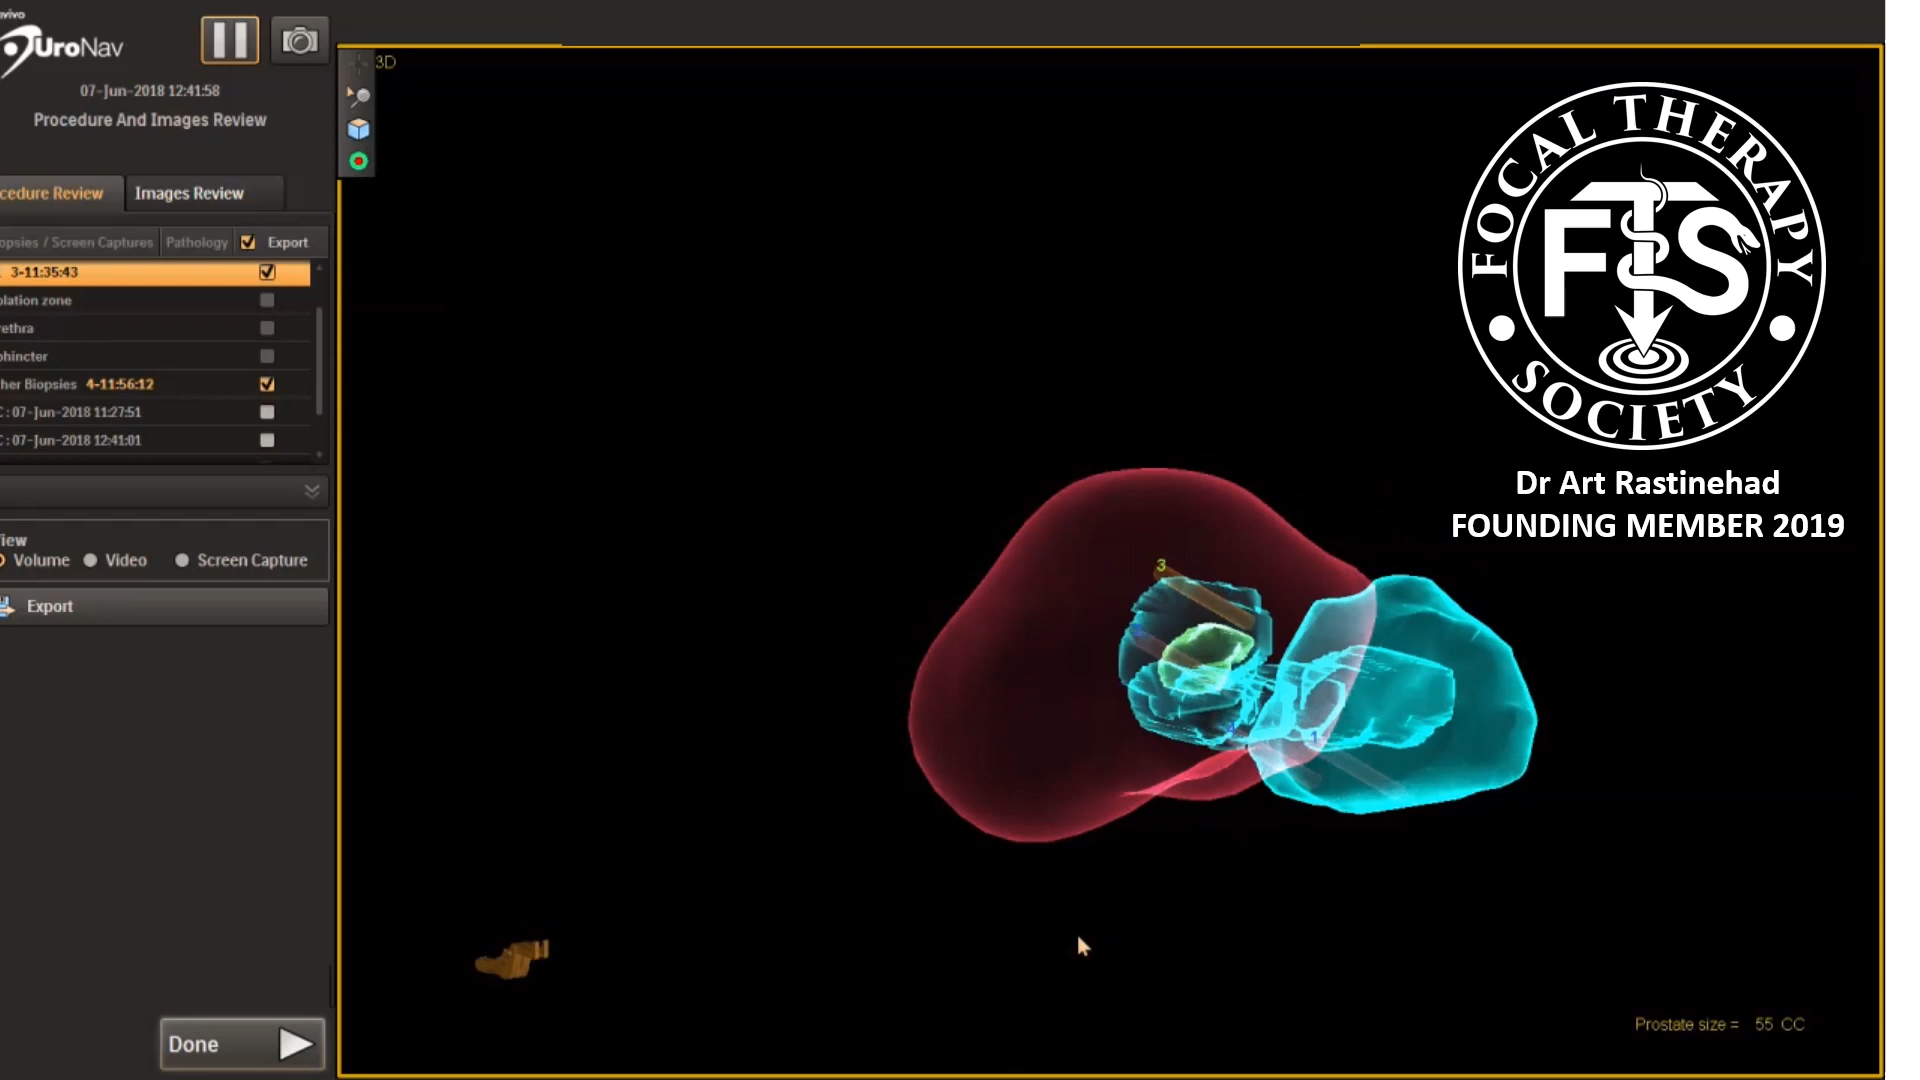 vivo
UroNav
07-Jun-2018 12:41:58
Procedure And Images Review
cedure Review
Images Review
opsies / Screen Captures
Pathology
Export
3-11:35:43
lation zone
ethra
hincter
her Biopsies 4-11:56:12
C : 07-Jun-2018 11:27:51
C : 07-Jun-2018 12:41:01
iew
Volume
Video
Screen Capture
Export
Done
3D
3
1
Prostate size = 55 CC
FOCAL THERAPY
FTS
SOCIETY
Dr Art Rastinehad
FOUNDING MEMBER 2019